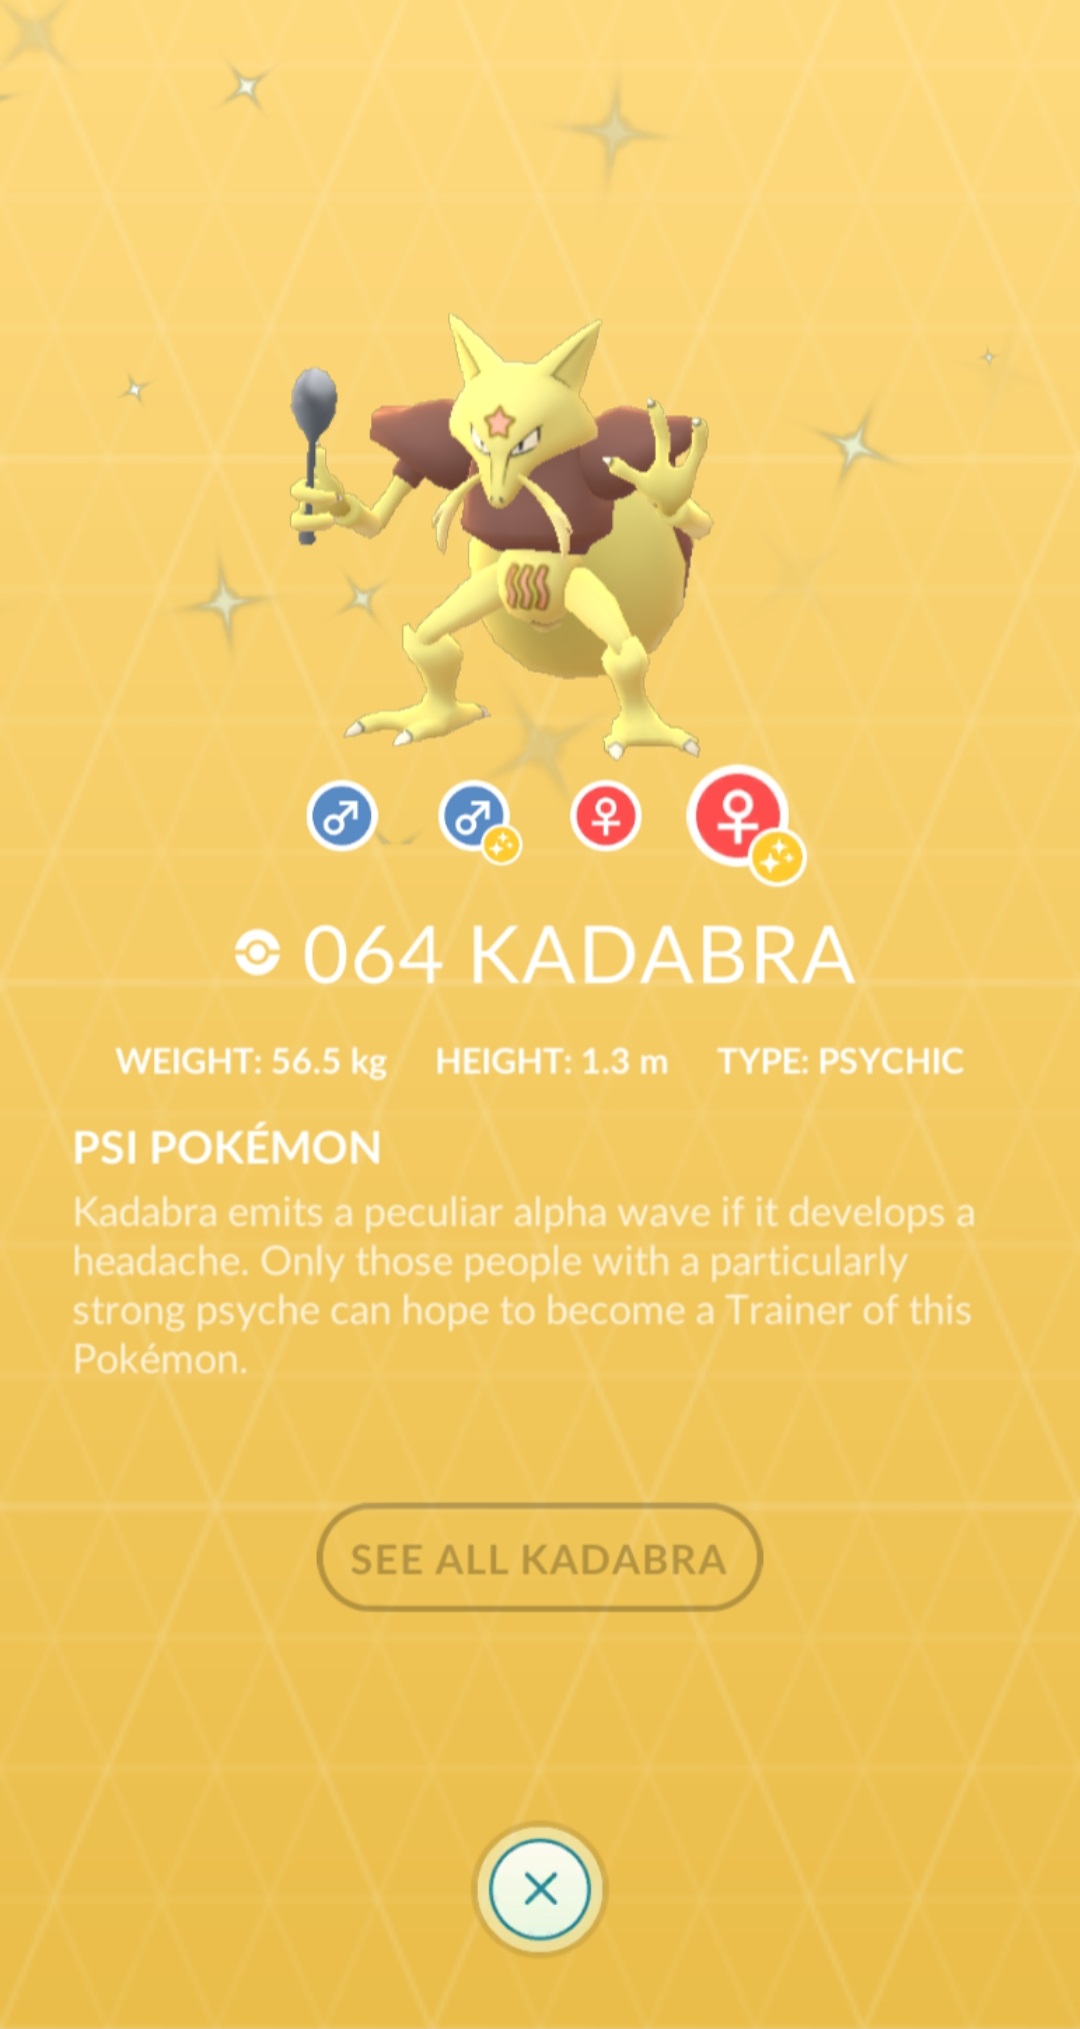 064 KADABRA
WEIGHT: 56.5 kg HEIGHT: 1.3 m TYPE: PSYCHIC
PSI POKÉMON
Kadabra emits a peculiar alpha wave if it develops a
headache. Only those people with a particularly
strong psyche can hope to become a Trainer of this
Pokémon.
SEE ALL KADABRA